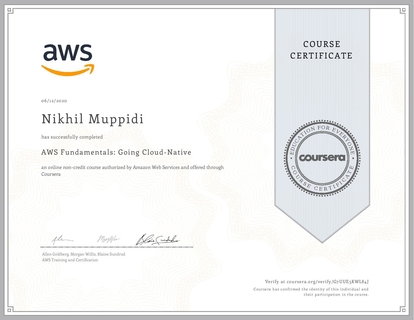 aws
COURSE
CERTIFICATE
06/12/2020
Nikhil Muppidi
has successfully completed
AWS Fundamentals: Going Cloud-Native
an online non-credit course authorized by Amazon Web Services and offered through
Coursera
EDUCATION FOR EVERYONE
coursera
COURSE CERTIFICATE
Allen Goldberg, Morgan Willis, Blaine Sundrud
AWS Training and Certification
Verify at coursera.org/verify/
Coursera has confirmed the identity of this individual and
their participation in the course.